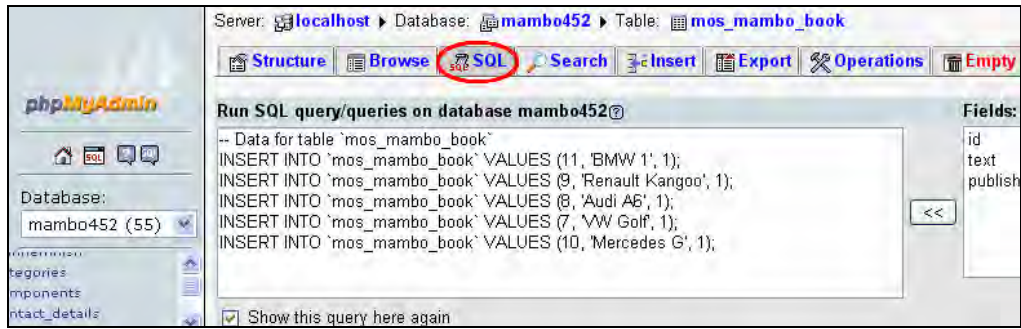 Server: localhost ▸ Database: mambo452 ▸ Table: mos_mambo_book
Structure Browse SQL Search Insert Export Operations Empty
phpMyAdmin
Run SQL query/queries on database mambo452
Fields:
-- Data for table `mos_mambo_book`
INSERT INTO `mos_mambo_book` VALUES (11, 'BMW 1', 1);
INSERT INTO `mos_mambo_book` VALUES (9, 'Renault Kangoo', 1);
INSERT INTO `mos_mambo_book` VALUES (8, 'Audi A6', 1);
INSERT INTO `mos_mambo_book` VALUES (7, 'VW Golf', 1);
INSERT INTO `mos_mambo_book` VALUES (10, 'Mercedes G', 1);
id
text
publish
<<
SQL
Database:
mambo452 (55)
tegories
mponents
ntact_details
Show this query here again